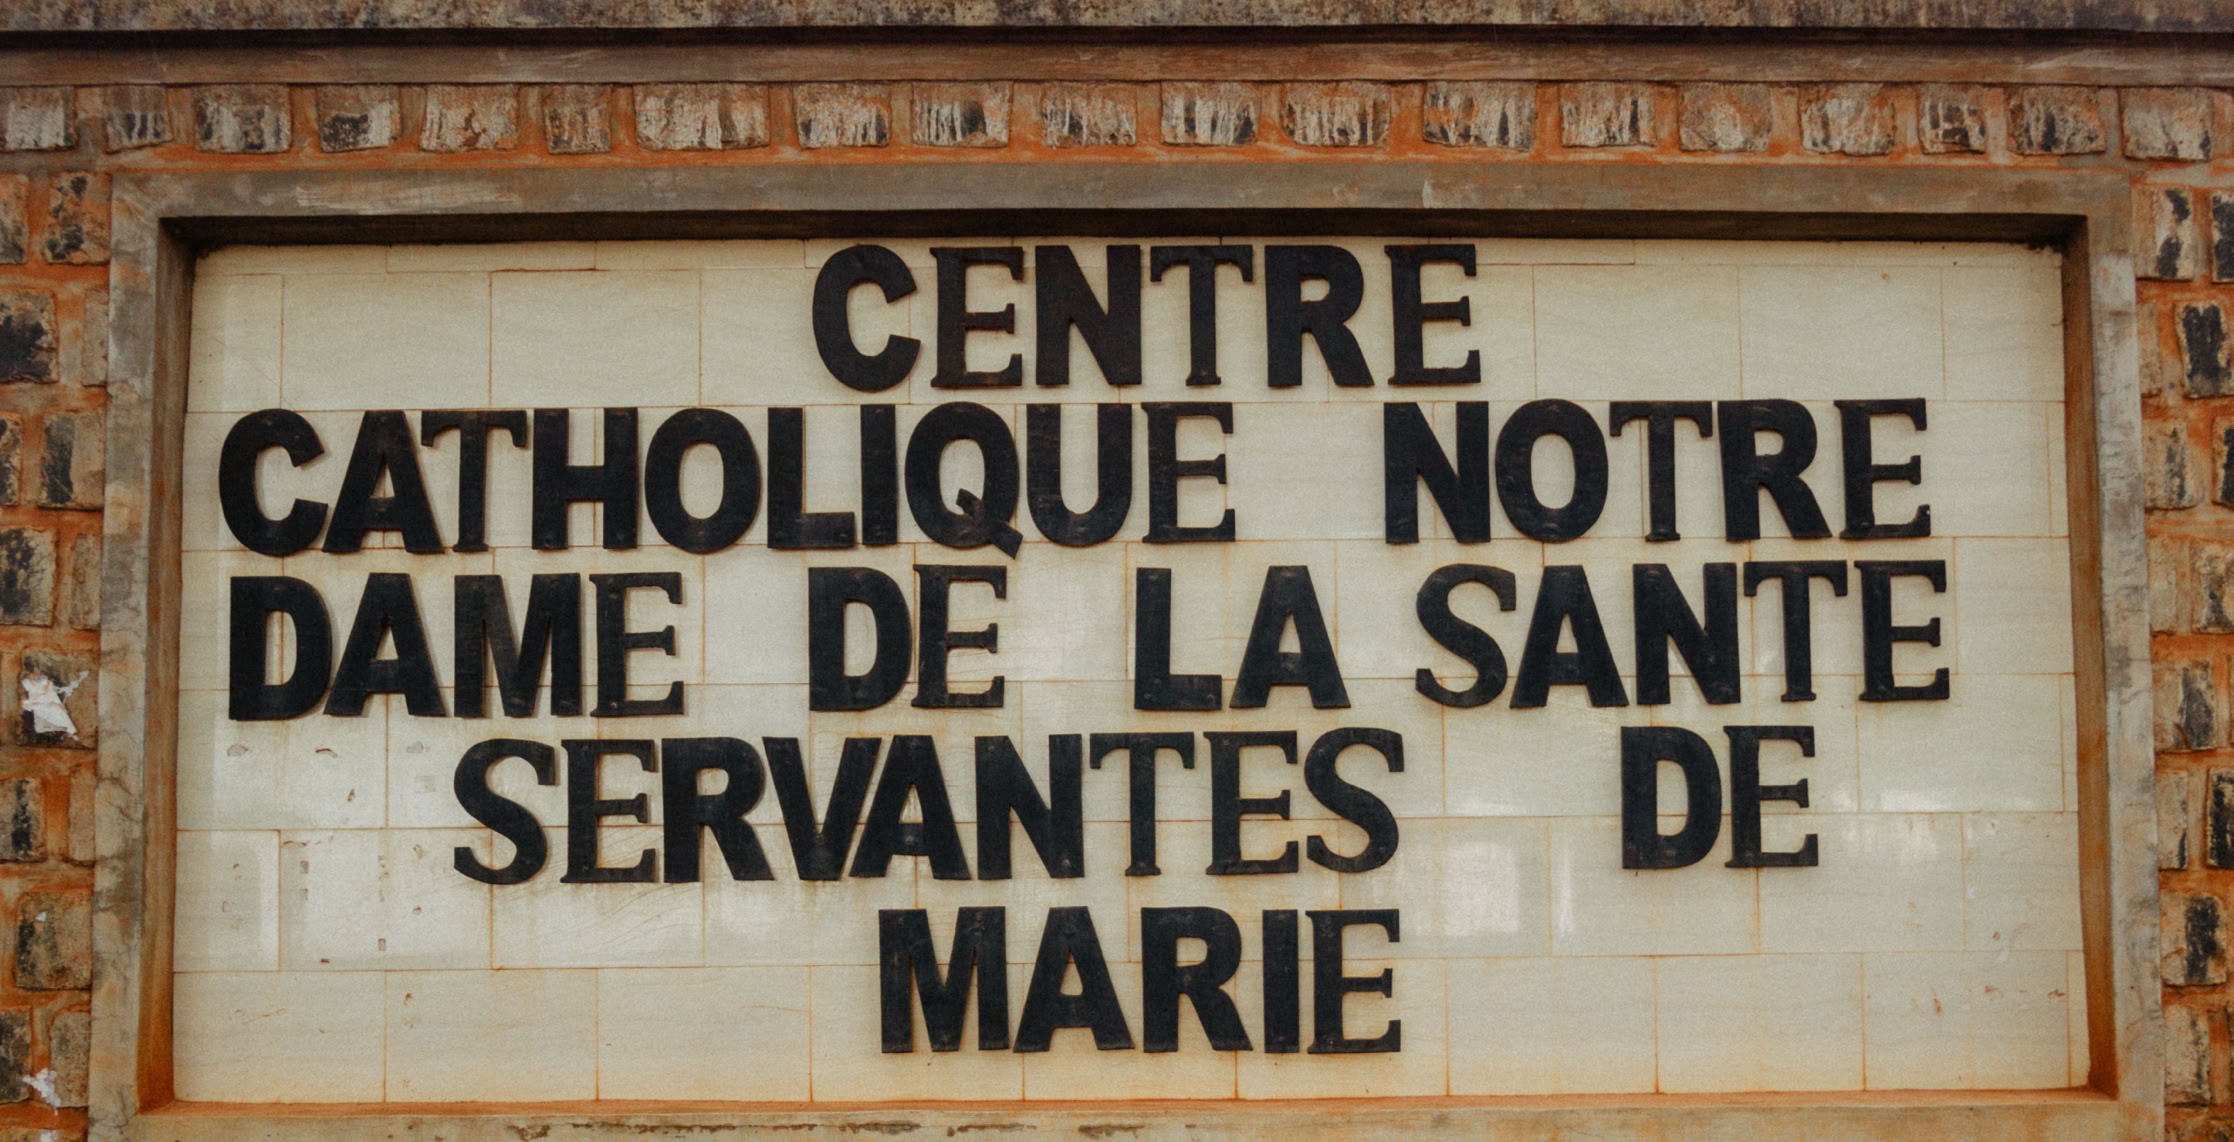 CENTRE
CATHOLIQUE NOTRE
DAME DE LA SANTE
SERVANTES DE
MARIE